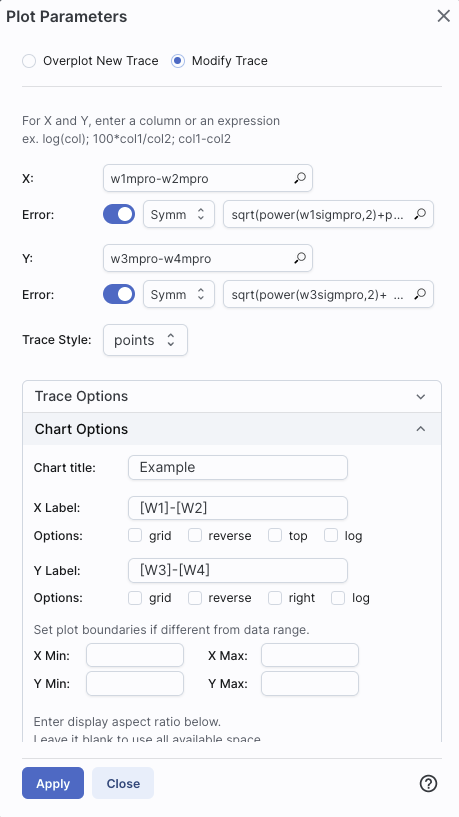 Plot Parameters
Overplot New Trace Modify Trace
For X and Y, enter a column or an expression
ex. log(col); 100*col1/col2; col1-col2
X: w1mpro-w2mpro
Error: Symm sqrt(power(w1sigmpro,2)+p...
Y: w3mpro-w4mpro
Error: Symm sqrt(power(w3sigmpro,2)+ ...
Trace Style: points
Trace Options
Chart Options
Chart title: Example
X Label: [W1]-[W2]
Options: grid reverse top log
Y Label: [W3]-[W4]
Options: grid reverse right log
Set plot boundaries if different from data range.
X Min: X Max:
Y Min: Y Max:
Enter display aspect ratio below.
Leave it blank to use all available space.
Apply Close